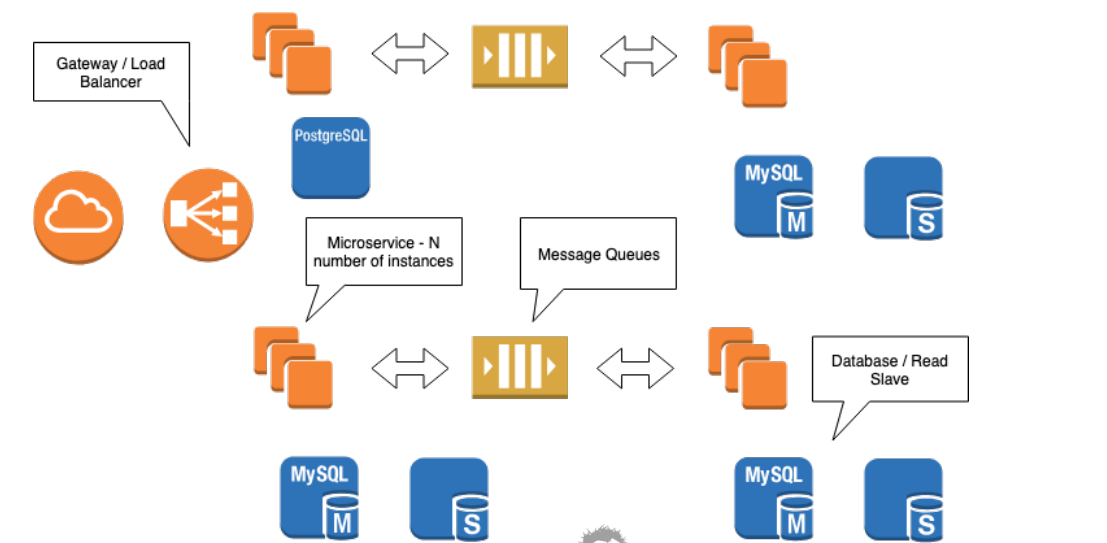 Gateway / Load
Balancer
PostgreSQL
MySQL
M
S
Microservice - N
number of instances
Message Queues
Database / Read
Slave
MySQL
M
S
MySQL
M
S